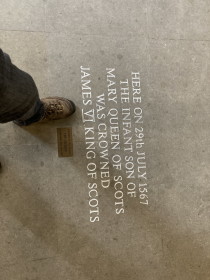 HERE ON 29th JULY 1567
THE INFANT SON OF
MARY QUEEN OF SCOTS
WAS CROWNED
JAMES VI KING OF SCOTS